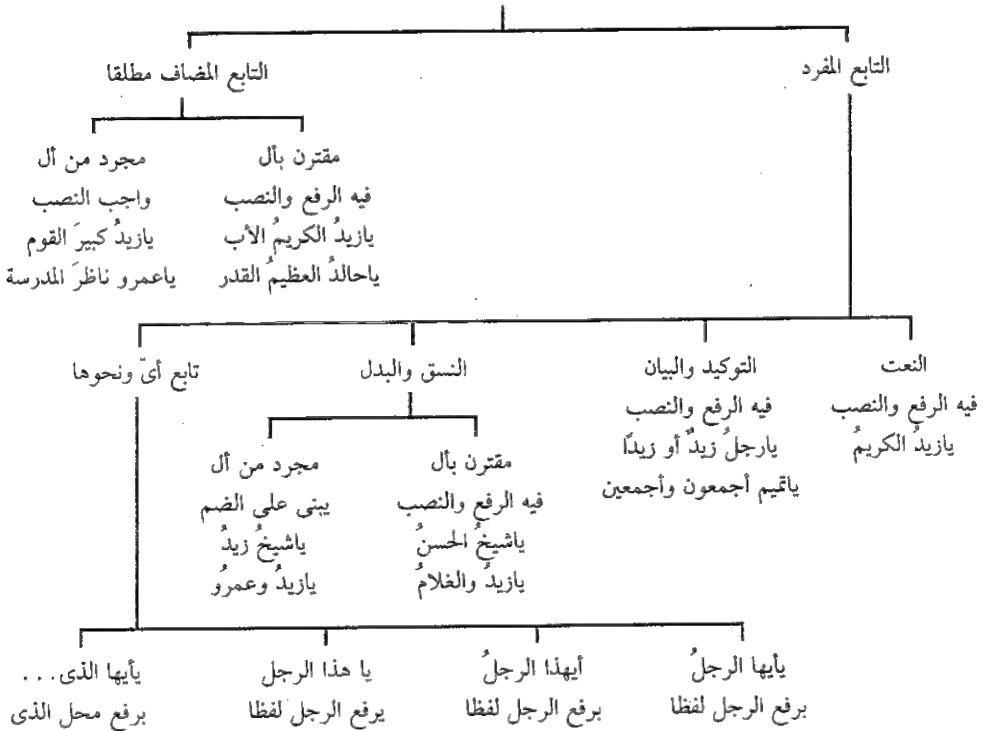 التابع المفرد
التابع المضاف مطلقا
مقترن بأل
فيه الرفع والنصب
يازيدُ الكريمُ الأب
ياحالدُ العظيمُ القدر
مجرد من أل
واجب النصب
يازيدُ كبيرَ القوم
ياعمرو ناظرَ المدرسة
النعت
فيه الرفع والنصب
يازيدُ الكريمُ
التوكيد والبيان
فيه الرفع والنصب
يارجلُ زيدٌ أو زيدًا
ياتميم أجمعون وأجمعين
النسق والبدل
مقترن بأل
فيه الرفع والنصب
ياشيخُ الحسنُ
يازيدُ والغلامُ
مجرد من أل
يبنى على الضم
ياشيخُ زيدُ
يازيدُ وعمرُو
تابع أىّ ونحوها
يأيها الرجلُ
برفع الرجل لفظا
أيهذا الرجلُ
برفع الرجل لفظا
يا هذا الرجل
يرفع الرجل لفظا
يأيها الذى...
برفع محل الذى